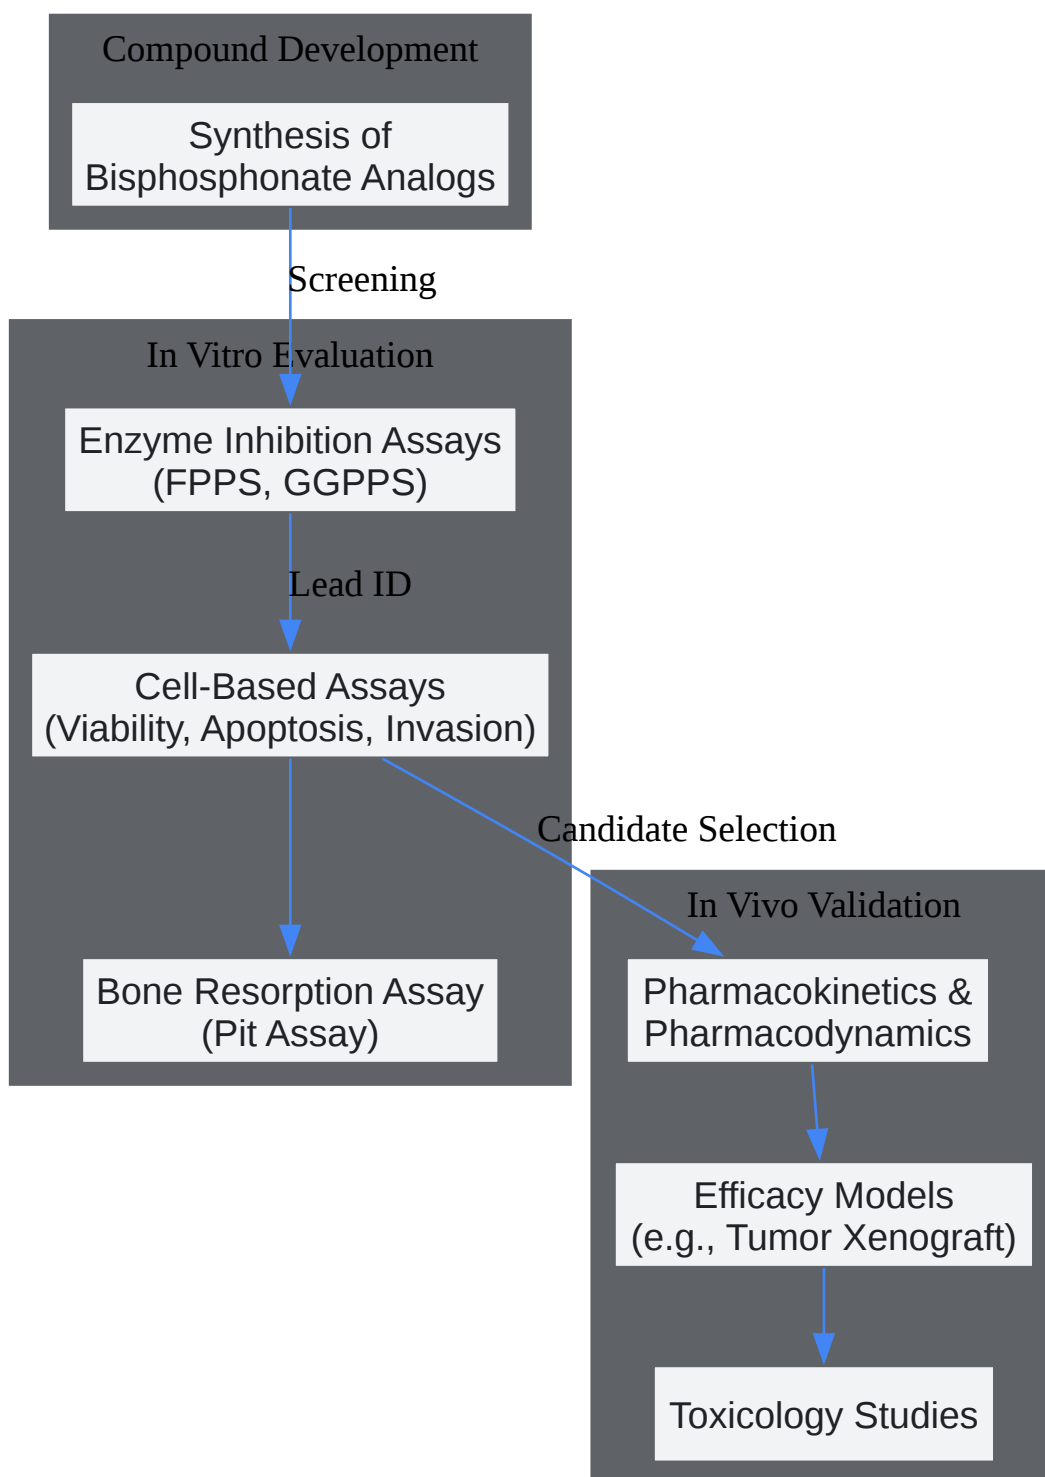 Compound Development
Synthesis of
Bisphosphonate Analogs
Screening
In Vitro Evaluation
Enzyme Inhibition Assays
(FPPS, GGPPS)
Lead ID
Cell-Based Assays
(Viability, Apoptosis, Invasion)
Candidate Selection
In Vivo Validation
Bone Resorption Assay
(Pit Assay)
Pharmacokinetics &
Pharmacodynamics
Efficacy Models
(e.g., Tumor Xenograft)
Toxicology Studies